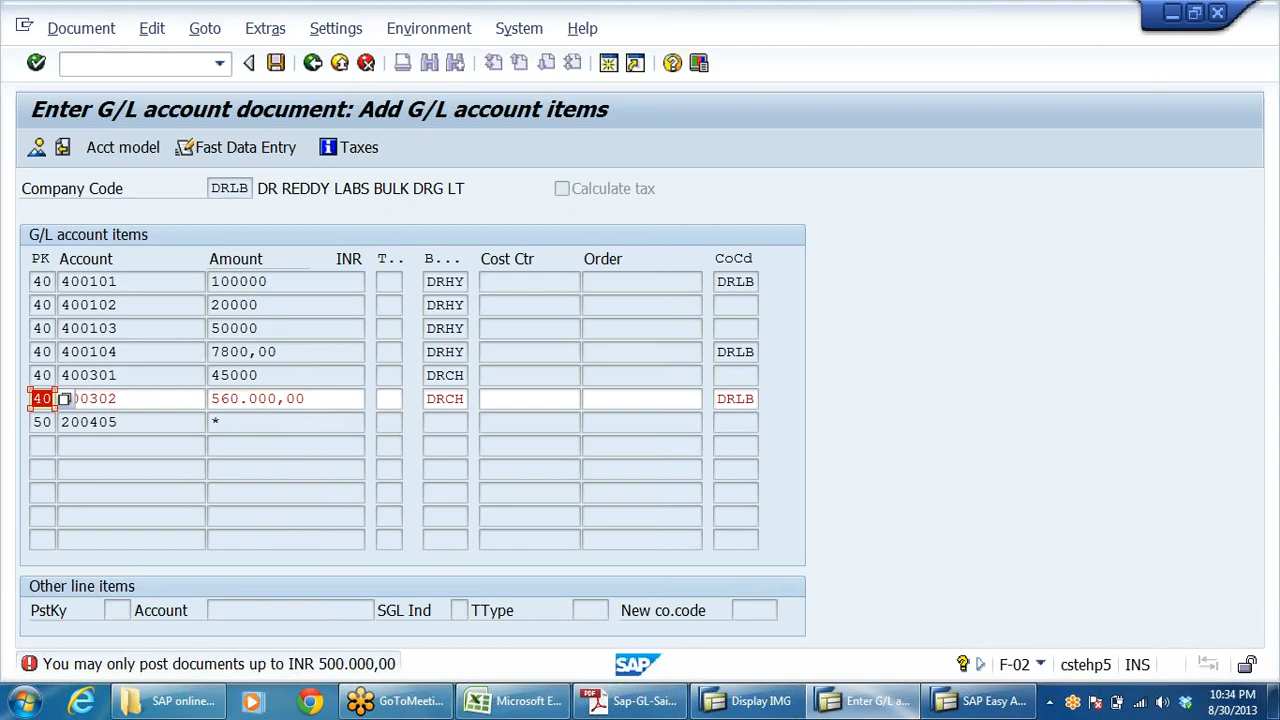 Document Edit Goto Extras Settings Environment System Help
Enter G/L account document: Add G/L account items
Acct model Fast Data Entry Taxes
Company Code DRLB DR REDDY LABS BULK DRG LT Calculate tax
G/L account items
PK Account Amount INR T.. B... Cost Ctr Order CoCd
40 400101 100000 DRHY DRLB
40 400102 20000 DRHY
40 400103 50000 DRHY
40 400104 7800,00 DRHY DRLB
40 400301 45000 DRCH
40 00302 560.000,00 DRCH DRLB
50 200405 *
Other line items
PstKy Account SGL Ind TType New co.code
You may only post documents up to INR 500.000,00 SAP F-02 cstehp5 INS
SAP online... GoToMeeti... Microsoft E... Sap-GL-Sai... Display IMG Enter G/L a... SAP Easy A... 10:34 PM
8/30/2013